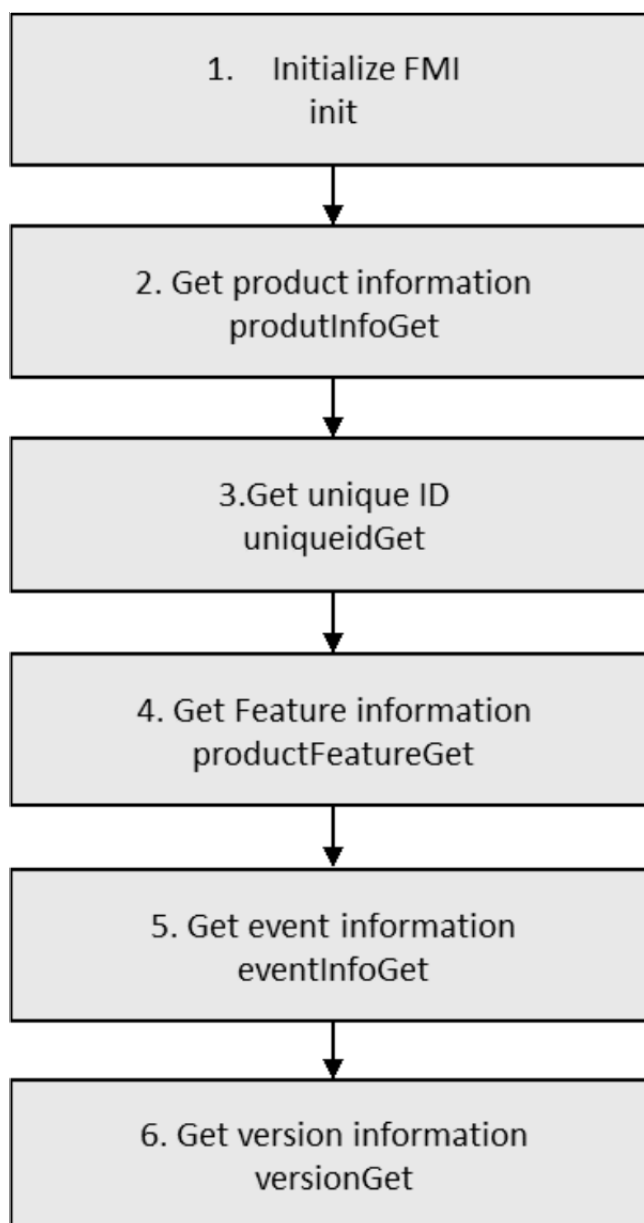 1. Initialize FMI
init
2. Get product information
produtInfoGet
3.Get unique ID
uniqueidGet
4. Get Feature information
productFeatureGet
5. Get event information
eventInfoGet
6. Get version information
versionGet